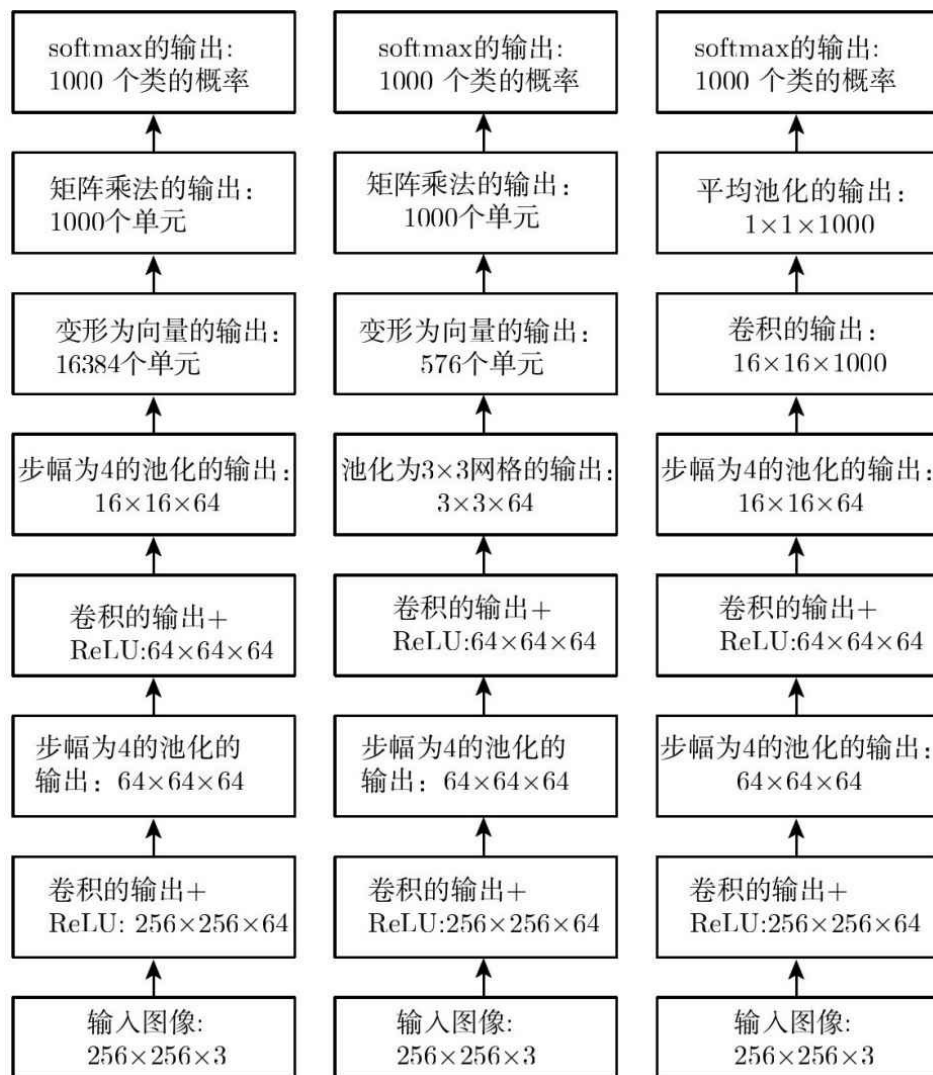 softmax的输出:
1000 个类的概率
矩阵乘法的输出:
1000个单元
变形为向量的输出:
16384个单元
步幅为4的池化的输出:
16×16×64
卷积的输出+
ReLU:64×64×64
步幅为4的池化的
输出: 64×64×64
卷积的输出+
ReLU: 256×256×64
输入图像:
256×256×3
softmax的输出:
1000 个类的概率
矩阵乘法的输出:
1000个单元
变形为向量的输出:
576个单元
池化为3×3网格的输出:
3×3×64
卷积的输出+
ReLU:64×64×64
步幅为4的池化的
输出: 64×64×64
卷积的输出+
ReLU:256×256×64
输入图像:
256×256×3
softmax的输出:
1000 个类的概率
平均池化的输出:
1×1×1000
卷积的输出:
16×16×1000
步幅为4的池化的输出:
16×16×64
卷积的输出+
ReLU:64×64×64
步幅为4的池化的输出:
64×64×64
卷积的输出+
ReLU:256×256×64
输入图像:
256×256×3